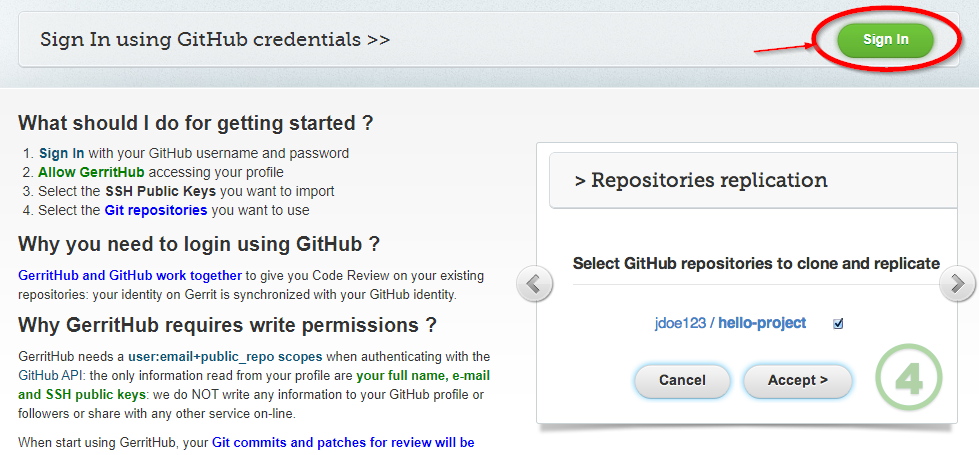 Sign In using GitHub credentials >>
Sign In
What should I do for getting started ?
1. Sign In with your GitHub username and password
2. Allow GerritHub accessing your profile
3. Select the SSH Public Keys you want to import
4. Select the Git repositories you want to use
Why you need to login using GitHub ?
GerritHub and GitHub work together to give you Code Review on your existing
repositories: your identity on Gerrit is synchronized with your GitHub identity.
Why GerritHub requires write permissions ?
GerritHub needs a user:email+public_repo scopes when authenticating with the
GitHub API: the only information read from your profile are your full name, e-mail
and SSH public keys: we do NOT write any information to your GitHub profile or
followers or share with any other service on-line.
When start using GerritHub, your Git commits and patches for review will be
> Repositories replication
Select GitHub repositories to clone and replicate
jdoe123 / hello-project
Cancel
Accept >
4